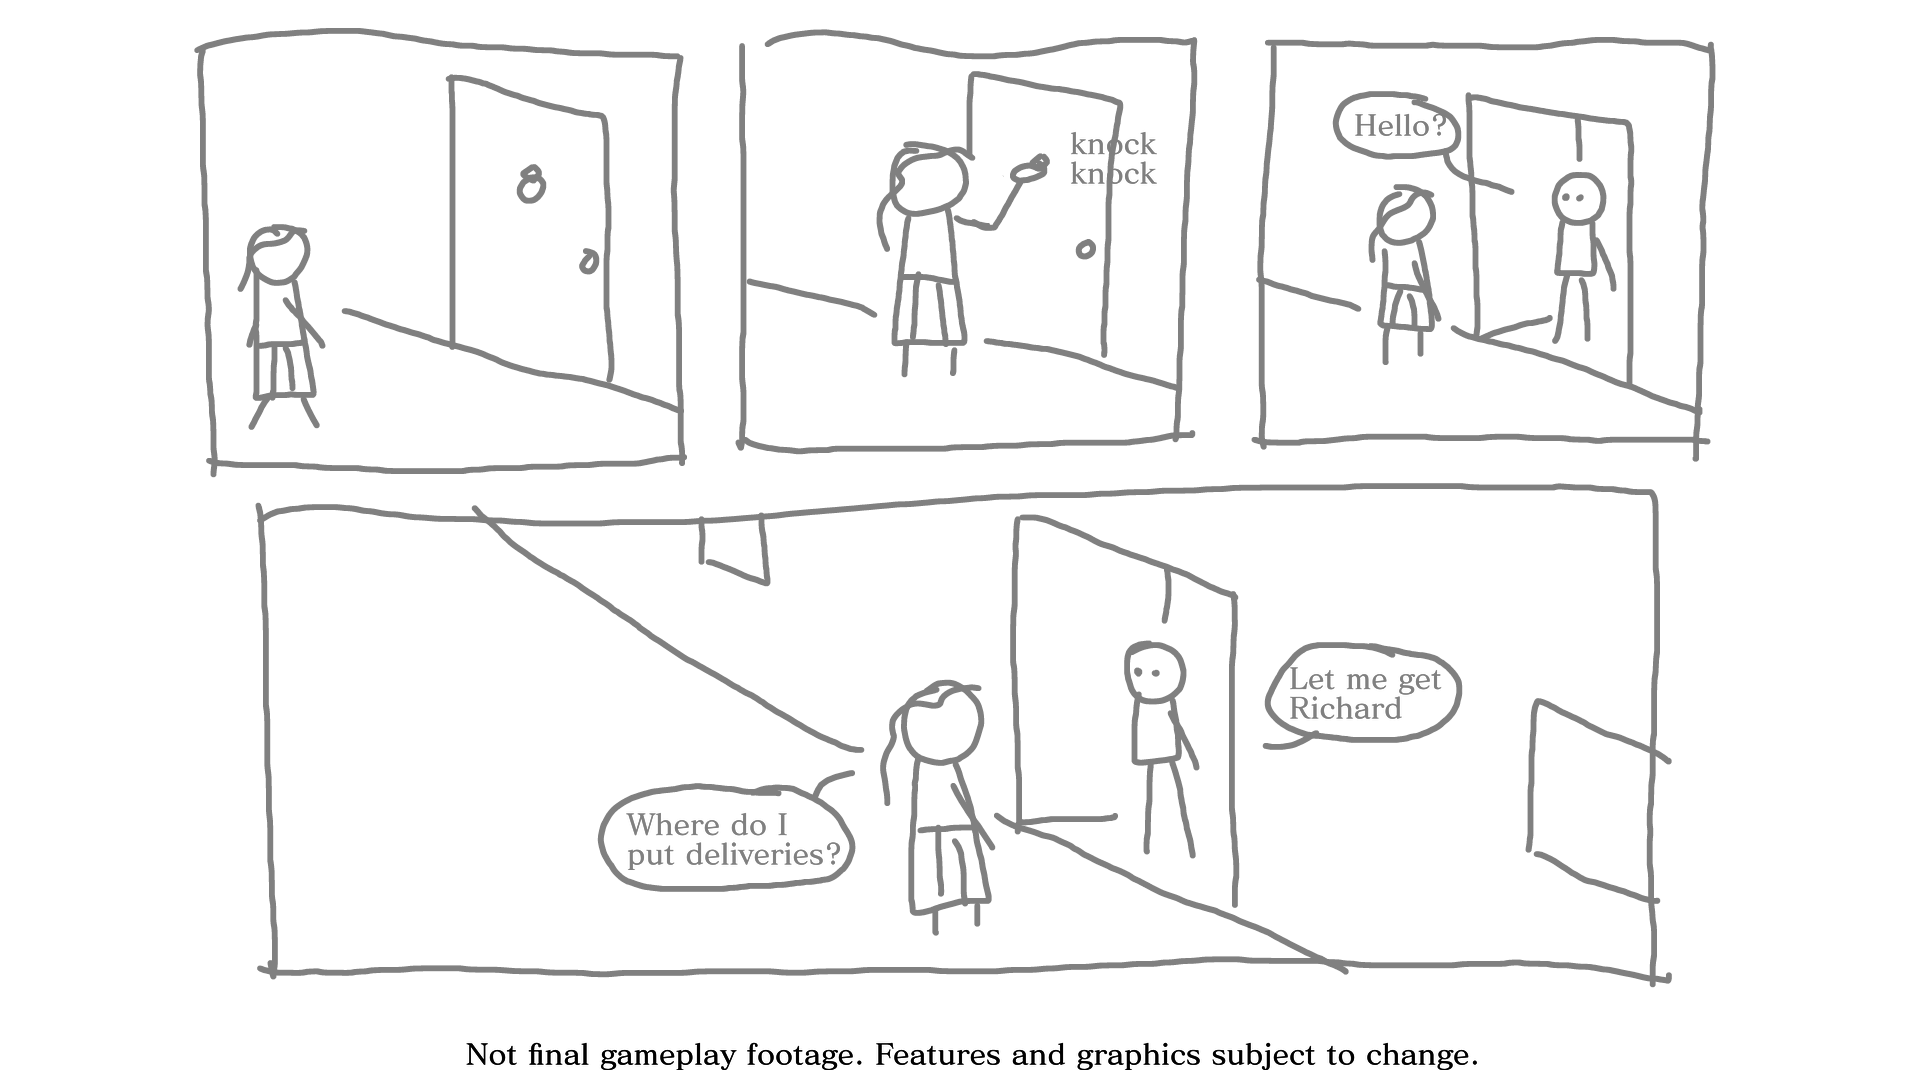 knock
knock
Hello?
Where do I
put deliveries?
Let me get
Richard
Not final gameplay footage. Features and graphics subject to change.